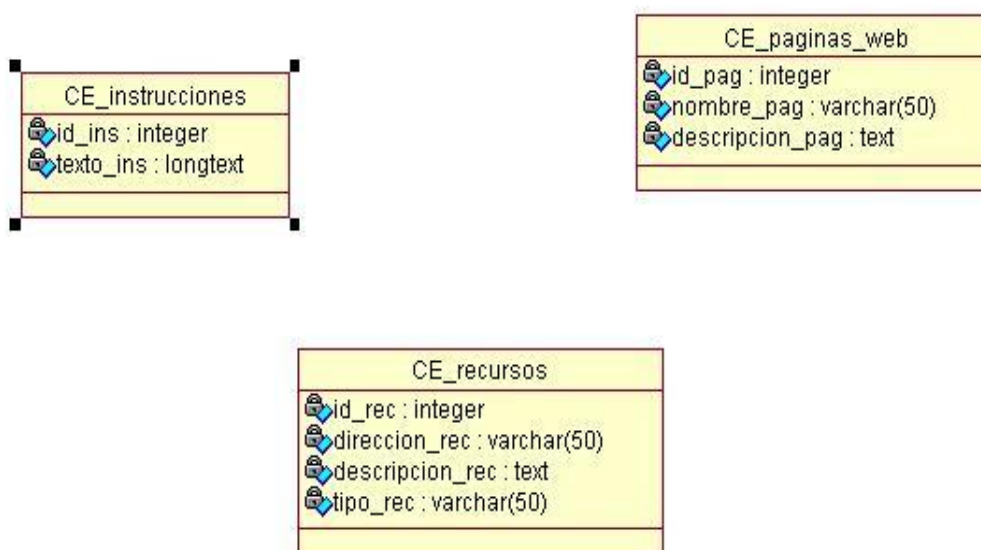 CE_instrucciones
id_ins : integer
texto_ins : longtext
CE_paginas_web
id_pag : integer
nombre_pag : varchar(50)
descripcion_pag : text
CE_recursos
id_rec : integer
direccion_rec : varchar(50)
descripcion_rec : text
tipo_rec : varchar(50)